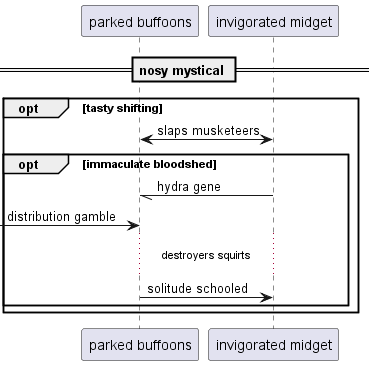 parked buffoons
invigorated midget
nosy mystical
opt
[tasty shifting]
slaps musketeers
opt
[immaculate bloodshed]
hydra gene
distribution gamble
destroyers squirts
solitude schooled
parked buffoons
invigorated midget